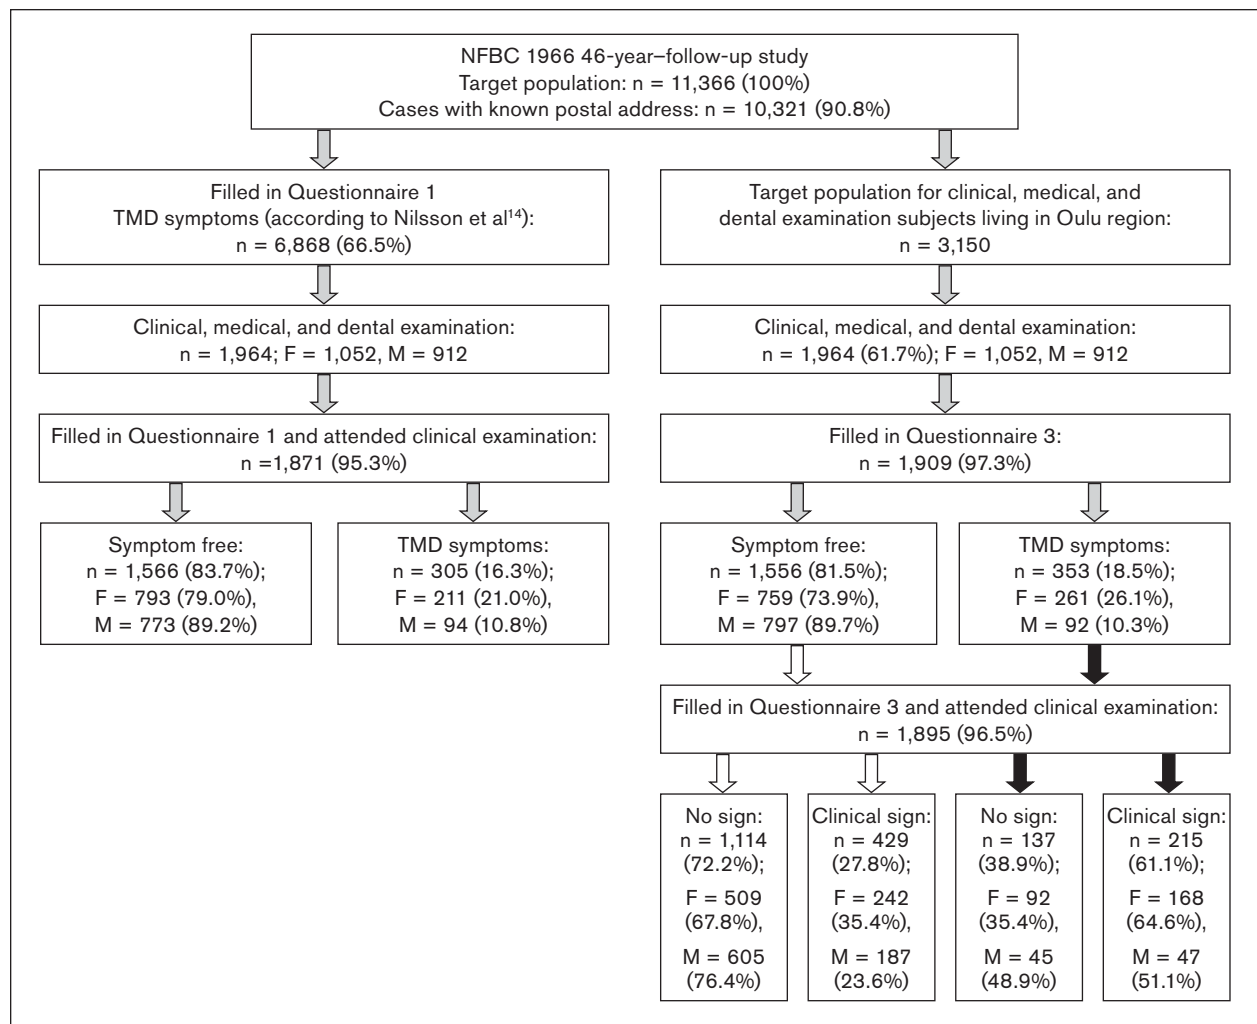 NFBC 1966 46-year–follow-up study
Target population: n = 11,366 (100%)
Cases with known postal address: n = 10,321 (90.8%)
Filled in Questionnaire 1
TMD symptoms (according to Nilsson et al14):
n = 6,868 (66.5%)
Target population for clinical, medical, and
dental examination subjects living in Oulu region:
n = 3,150
Clinical, medical, and dental examination:
n = 1,964; F = 1,052, M = 912
Clinical, medical, and dental examination:
n = 1,964 (61.7%); F = 1,052, M = 912
Filled in Questionnaire 1 and attended clinical examination:
n =1,871 (95.3%)
Filled in Questionnaire 3:
n = 1,909 (97.3%)
Symptom free:
n = 1,566 (83.7%);
F = 793 (79.0%),
M = 773 (89.2%)
TMD symptoms:
n = 305 (16.3%);
F = 211 (21.0%),
M = 94 (10.8%)
Symptom free:
n = 1,556 (81.5%);
F = 759 (73.9%),
M = 797 (89.7%)
TMD symptoms:
n = 353 (18.5%);
F = 261 (26.1%),
M = 92 (10.3%)
Filled in Questionnaire 3 and attended clinical examination:
n = 1,895 (96.5%)
No sign:
n = 1,114
(72.2%);
F = 509
(67.8%),
M = 605
(76.4%)
Clinical sign:
n = 429
(27.8%);
F = 242
(35.4%),
M = 187
(23.6%)
No sign:
n = 137
(38.9%);
F = 92
(35.4%),
M = 45
(48.9%)
Clinical sign:
n = 215
(61.1%);
F = 168
(64.6%),
M = 47
(51.1%)